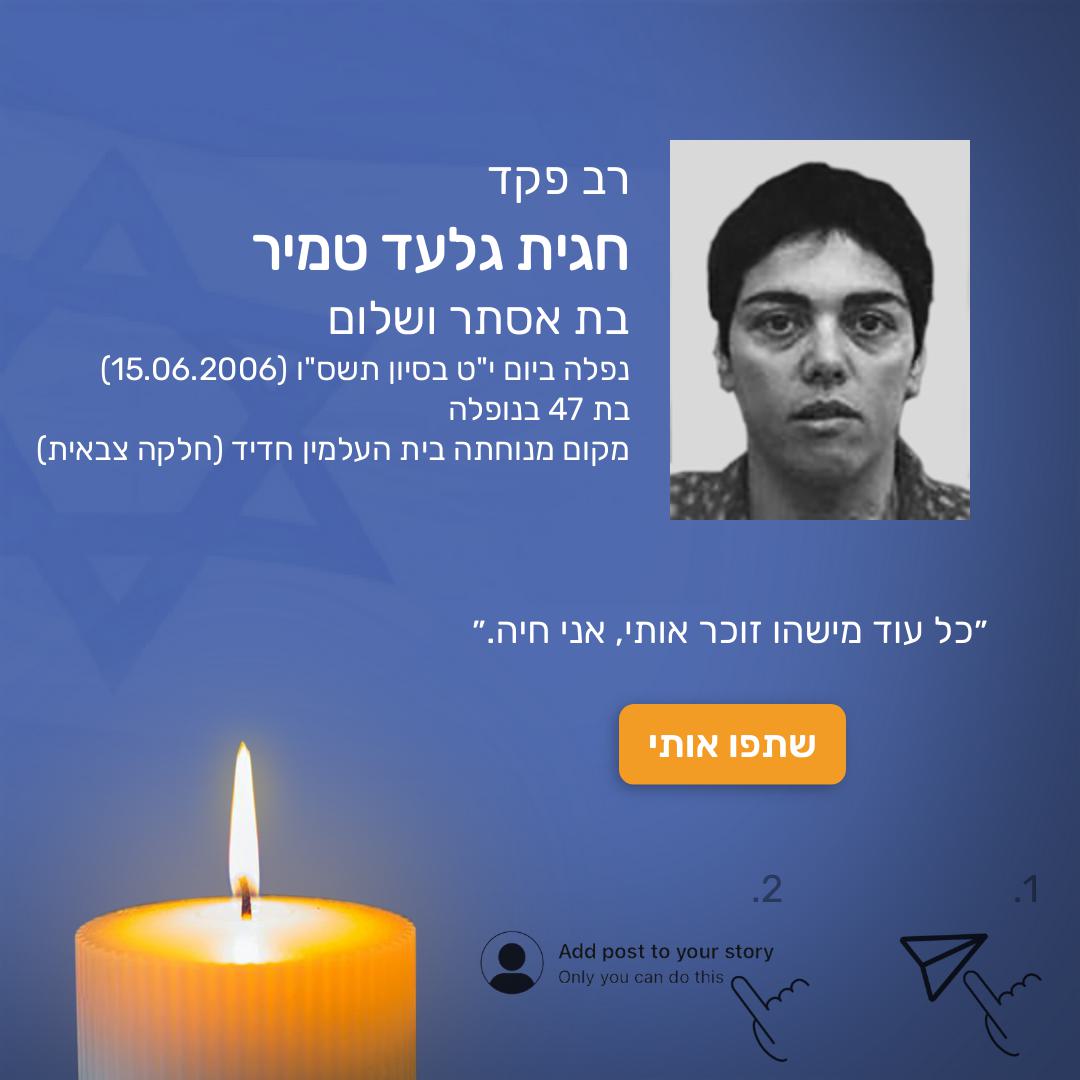 רב פקד
חגית גלעד טמיר
בת אסתר ושלום
נפלה ביום י"ט בסיון תשס"ו (15.06.2006)
בת 47 בנופלה
מקום מנוחתה בית העלמין חדיד (חלקה צבאית)
״כל עוד מישהו זוכר אותי, אני חיה.״
שתפו אותי
1.
2.
Add post to your story
Only you can do this